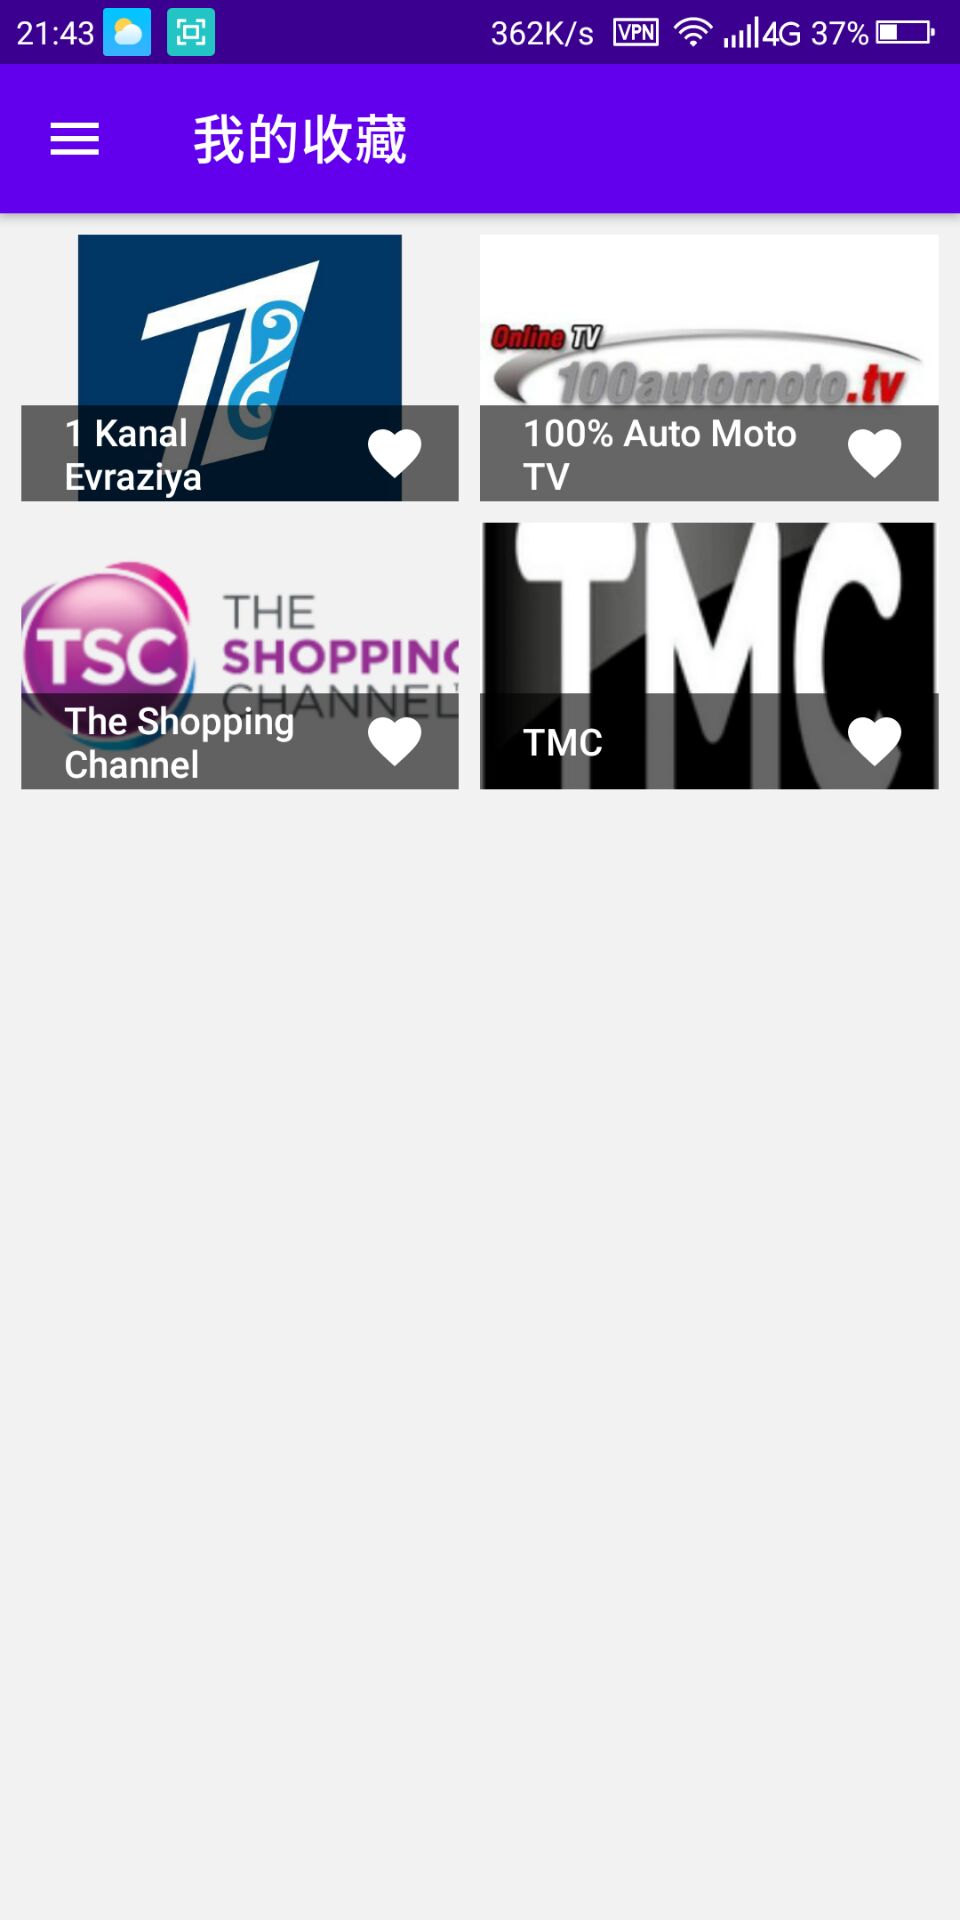 21:43 362K/s VPN 4G 37%
我的收藏
1 Kanal
Evraziya
Online TV
100automoto.tv
100% Auto Moto
TV
TSC THE
SHOPPING
CHANNEL
The Shopping
Channel
TMC
TMC